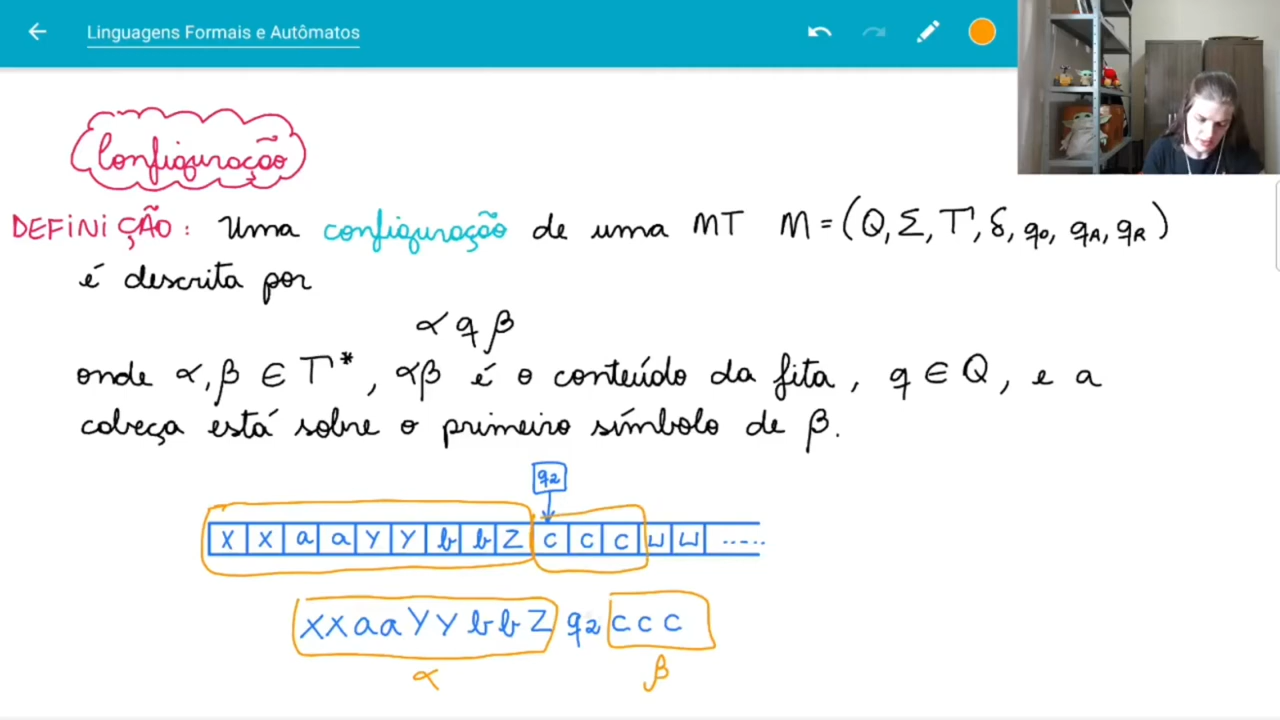 Linguagens Formais e Autômatos
Configuração
DEFINIÇÃO: Uma configuração de uma MT M = (Q, Σ, Γ, δ, q0, qA, qR)
é descrita por
α q β
onde α, β ∈ Γ*, αβ é o conteúdo da fita, q ∈ Q, e a
cabeça está sobre o primeiro símbolo de β.
q2
X X a a Y Y b b Z c c c ⊔ ⊔ .....
XXaaYYbbZ q2 ccc
α β